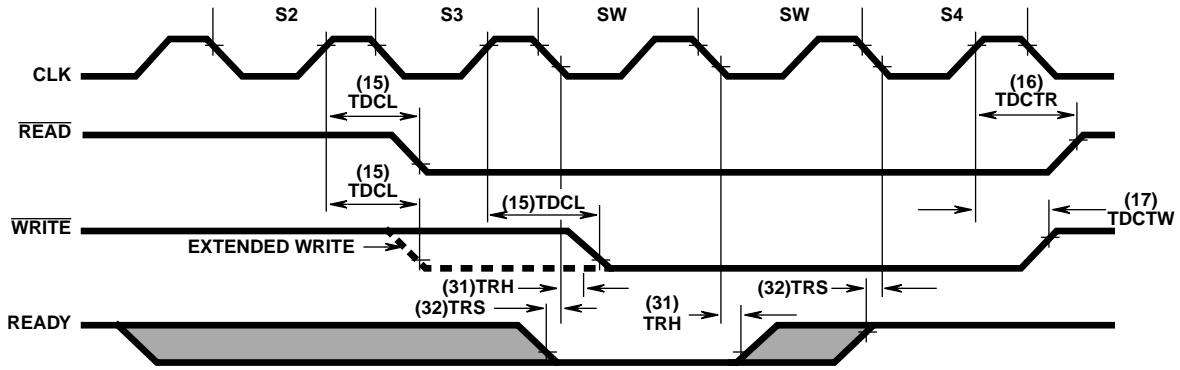 S2 S3 SW SW S4
CLK
(15)
TDCL
(16)
TDCTR
READ
(15)
TDCL
(15)TDCL
(17)
TDCTW
WRITE
EXTENDED WRITE
(31)TRH
(32)TRS
(31)
TRH
(32)TRS
READY